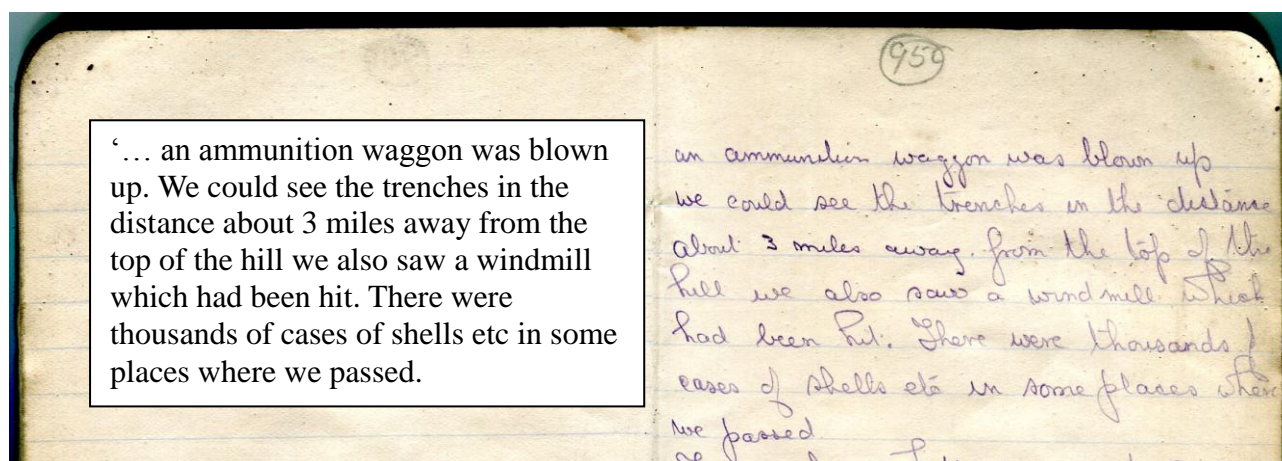 959
‘… an ammunition waggon was blown
up. We could see the trenches in the
distance about 3 miles away from the
top of the hill we also saw a windmill
which had been hit. There were
thousands of cases of shells etc in some
places where we passed.
an ammunition waggon was blown up
we could see the trenches in the distance
about 3 miles away. from the top of the
hill we also saw a windmill which
had been hit. There were thousands of
cases of shells etc in some places where
we passed